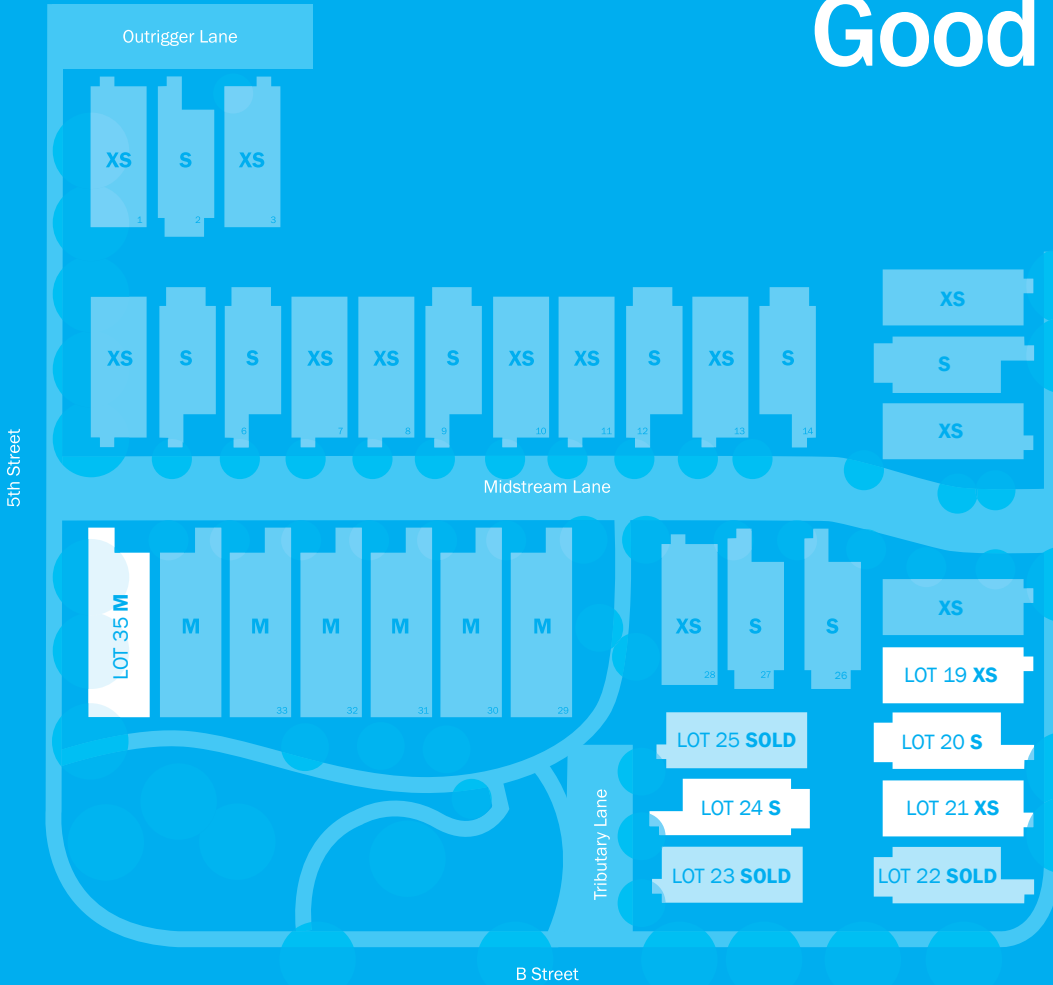 Good
Outrigger Lane
XS
S
XS
1
2
3
XS
S
S
XS
XS
S
XS
XS
S
XS
S
6
7
8
9
10
11
12
13
14
XS
S
XS
5th Street
Midstream Lane
LOT 35 M
M
M
M
M
M
M
33
32
31
30
29
XS
S
S
28
27
26
XS
LOT 19 XS
LOT 20 S
LOT 21 XS
LOT 22 SOLD
LOT 25 SOLD
LOT 24 S
LOT 23 SOLD
Tributary Lane
B Street